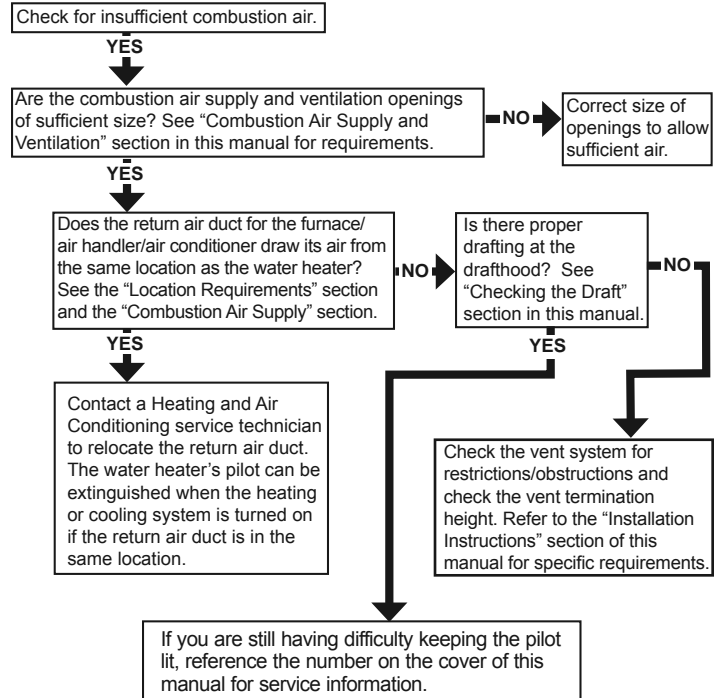 Check for insufficient combustion air.
YES
Are the combustion air supply and ventilation openings
of sufficient size? See “Combustion Air Supply and
Ventilation” section in this manual for requirements.
NO
Correct size of
openings to allow
sufficient air.
YES
Does the return air duct for the furnace/
air handler/air conditioner draw its air from
the same location as the water heater?
See the “Location Requirements” section
and the “Combustion Air Supply” section.
NO
Is there proper
drafting at the
drafthood? See
“Checking the Draft”
section in this manual.
NO
YES
YES
Contact a Heating and Air
Conditioning service technician
to relocate the return air duct.
The water heater’s pilot can be
extinguished when the heating
or cooling system is turned on
if the return air duct is in the
same location.
Check the vent system for
restrictions/obstructions and
check the vent termination
height. Refer to the “Installation
Instructions” section of this
manual for specific requirements.
If you are still having difficulty keeping the pilot
lit, reference the number on the cover of this
manual for service information.